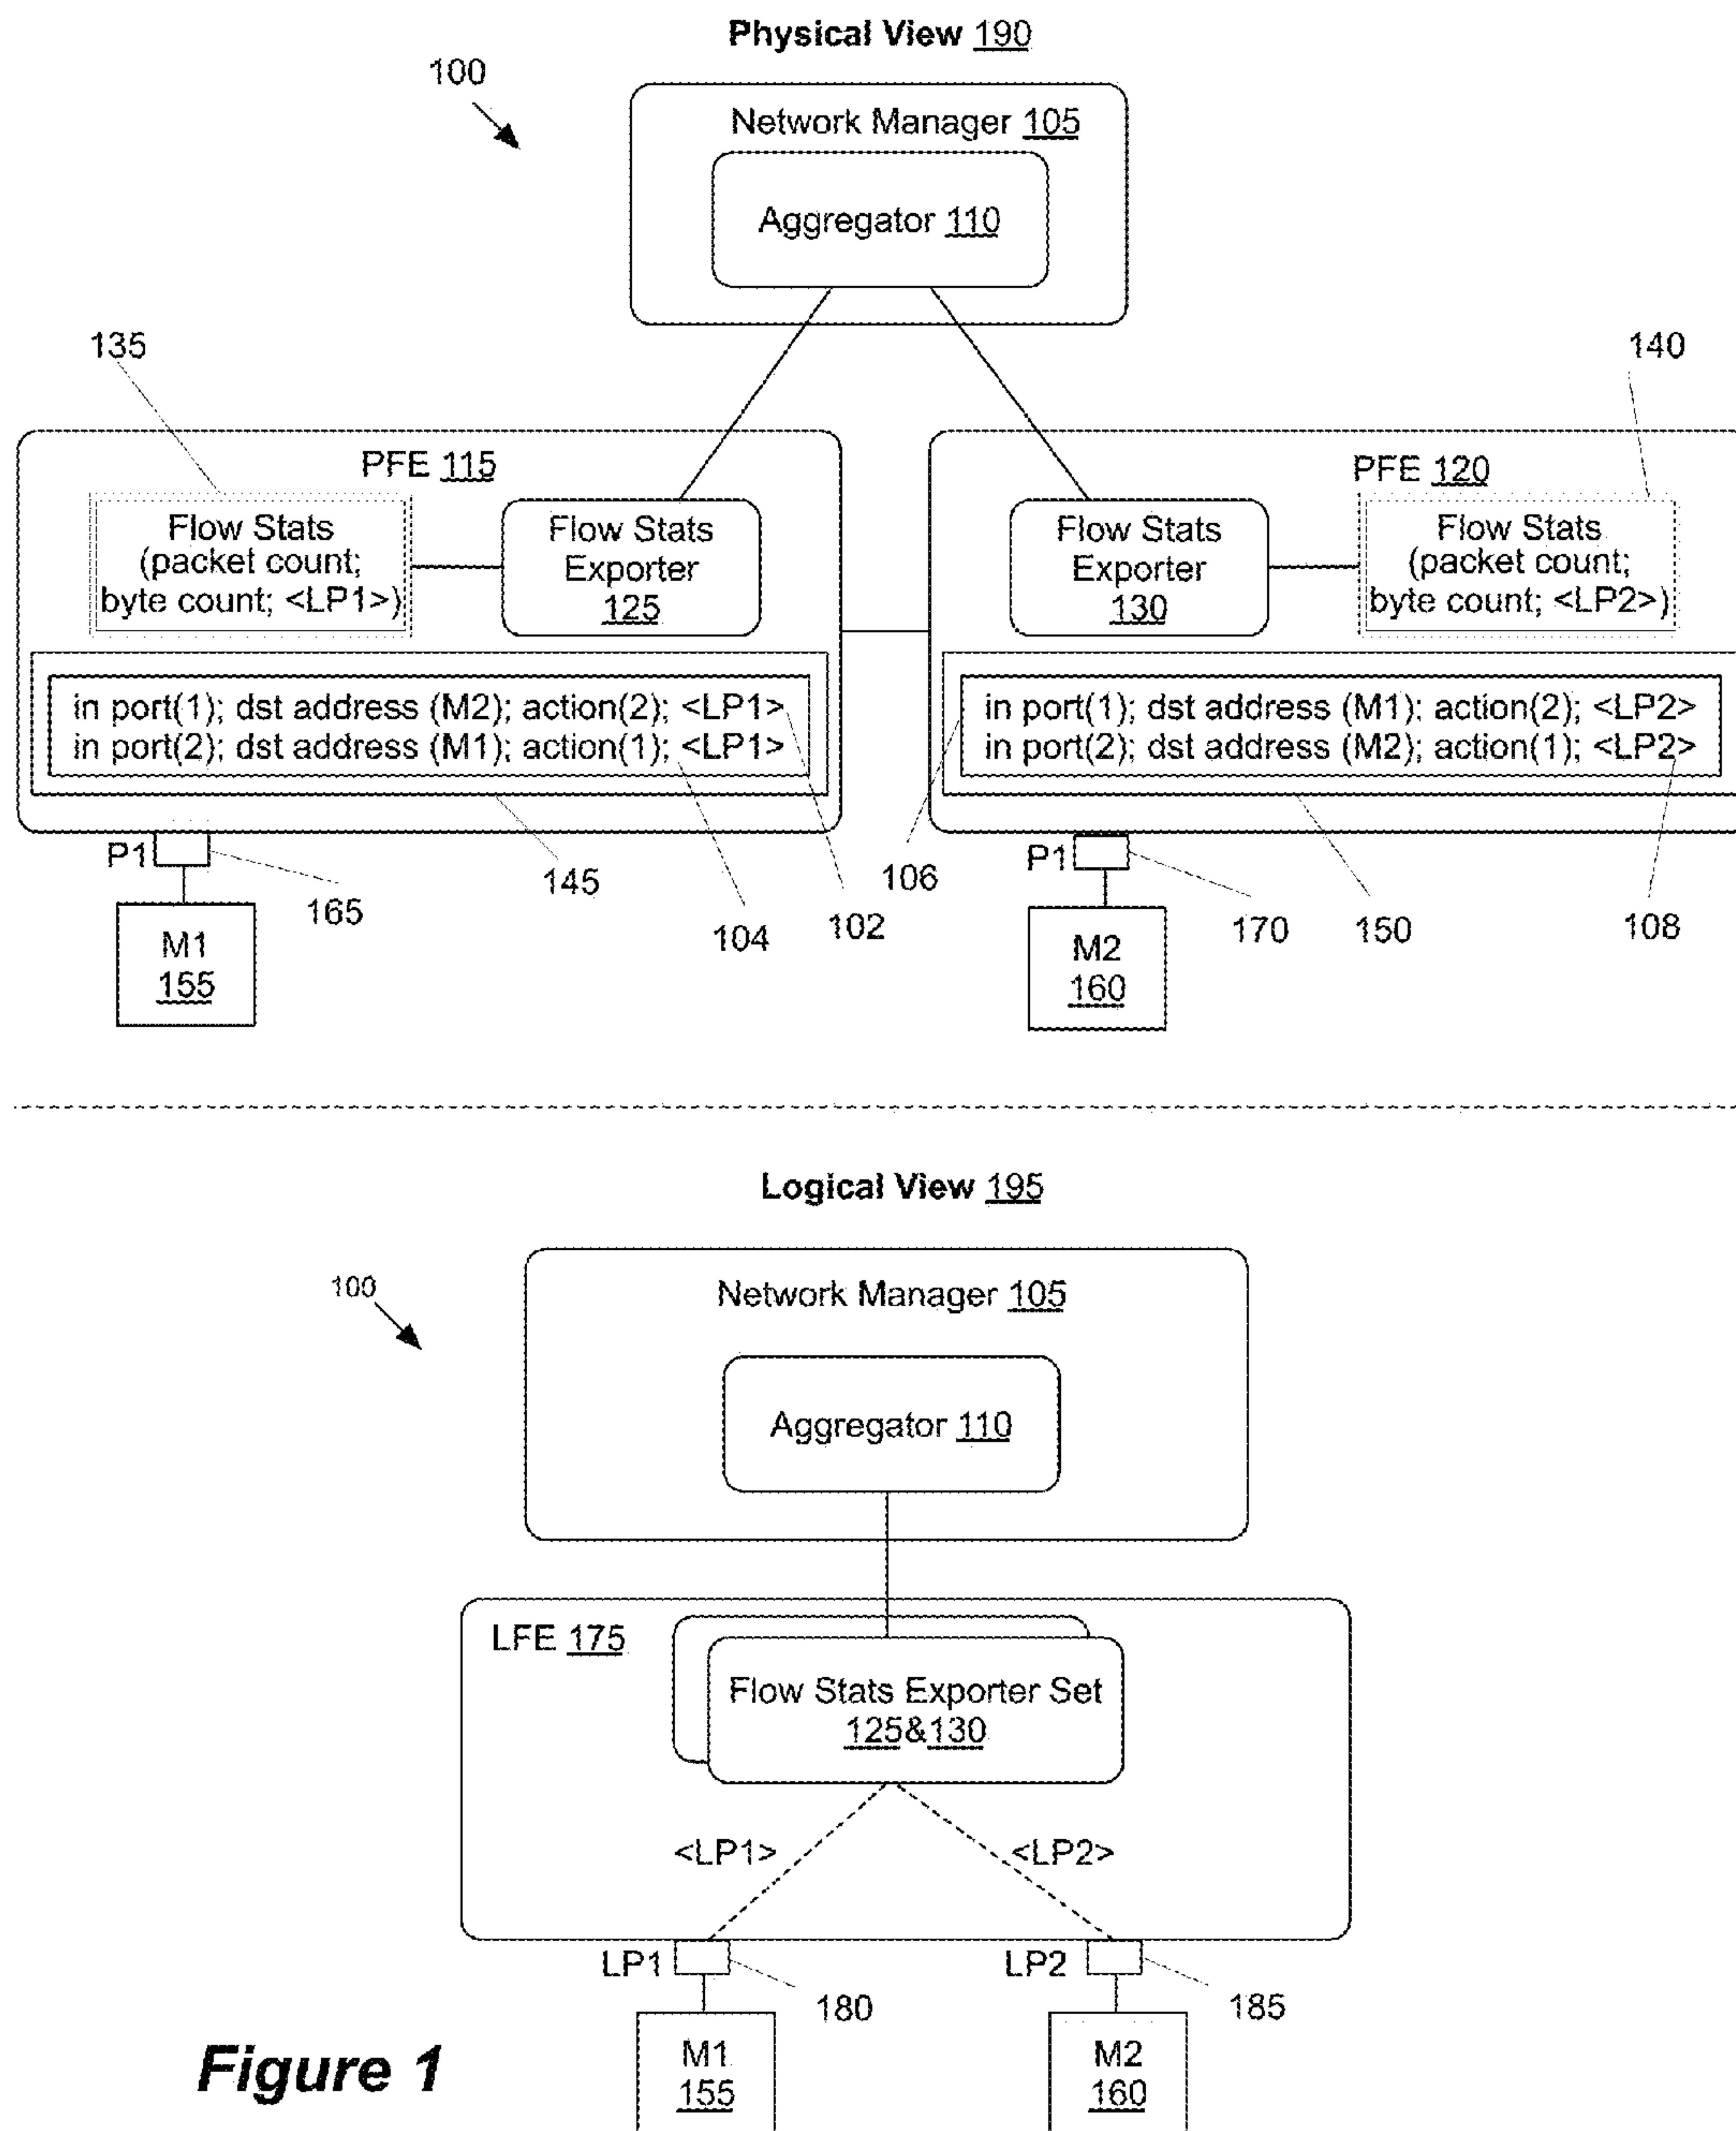 Physical View 190
100
Network Manager 105
Aggregator 110
135
140
PFE 115
Flow Stats
(packet count;
byte count; <LP1>)
Flow Stats
Exporter
125
in port(1); dst address (M2); action(2); <LP1>
in port(2); dst address (M1); action(1); <LP1>
PFE 120
Flow Stats
Exporter
130
Flow Stats
(packet count;
byte count; <LP2>)
in port(1); dst address (M1); action(2); <LP2>
in port(2); dst address (M2); action(1); <LP2>
P1
165
145
104
102
106
P1
170
150
108
M1
155
M2
160
Logical View 195
100
Network Manager 105
Aggregator 110
LFE 175
Flow Stats Exporter Set
125&130
<LP1>
<LP2>
LP1
180
LP2
185
M1
155
M2
160
Figure 1